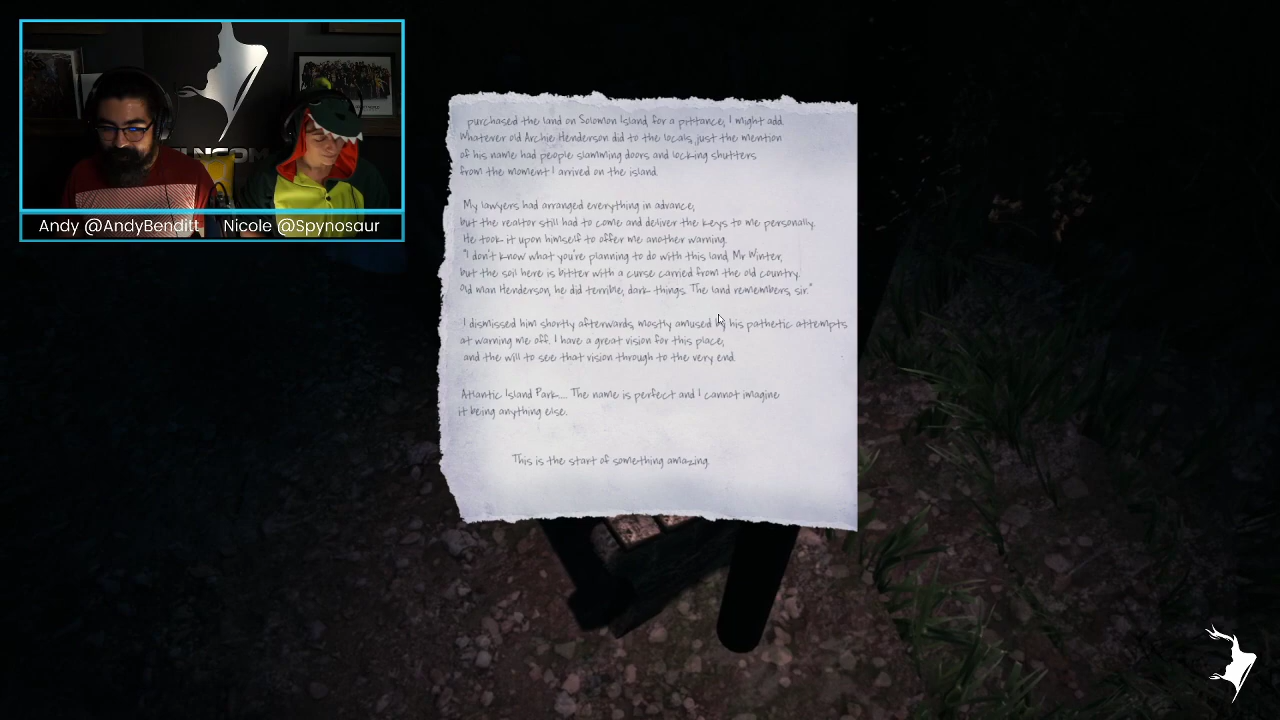 Andy @AndyBenditt
Nicole @Spynosaur
purchased the land on Solomon Island, for a pittance, I might add.
Whatever old Archie Henderson did to the locals, just the mention
of his name had people slamming doors and locking shutters
from the moment I arrived on the island.
My lawyers had arranged everything in advance,
but the realtor still had to come and deliver the keys to me personally.
He took it upon himself to offer me another warning.
"I don't know what you're planning to do with this land, Mr Winter,
but the soil here is bitter with a curse carried from the old country.
Old man Henderson, he did terrible, dark things. The land remembers, sir."
I dismissed him shortly afterwards, mostly amused by his pathetic attempts
at warning me off. I have a great vision for this place,
and the will to see that vision through to the very end.
Atlantic Island Park.... The name is perfect and I cannot imagine
it being anything else.
This is the start of something amazing.